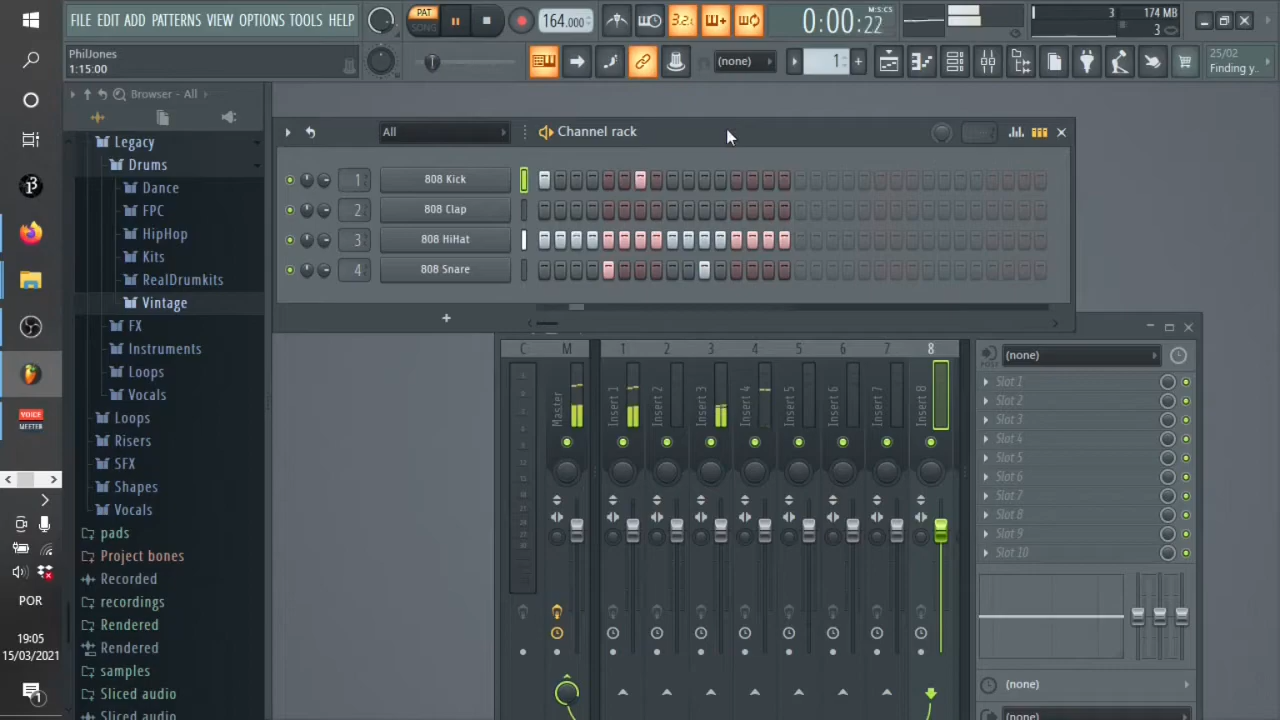 FILE EDIT ADD PATTERNS VIEW OPTIONS TOOLS HELP
PAT
SONG
164.000
3.2.
0:00:22
M:S:CS
3
174 MB
3
Phillones
1:15:00
(none)
1
25/02
Finding y..
Browser - All
Legacy
Drums
Dance
FPC
HipHop
Kits
RealDrumkits
Vintage
FX
Instruments
Loops
Vocals
Loops
Risers
SFX
Shapes
Vocals
pads
Project bones
Recorded
recordings
Rendered
Rendered
samples
Sliced audio
Sliced audio
All
Channel rack
1
808 Kick
2
808 Clap
3
808 HiHat
4
808 Snare
+
C
M
1
2
3
4
5
6
7
8
Master
Insert 1
Insert 2
Insert 3
Insert 4
Insert 5
Insert 6
Insert 7
Insert 8
(none)
Slot 1
Slot 2
Slot 3
Slot 4
Slot 5
Slot 6
Slot 7
Slot 8
Slot 9
Slot 10
(none)
(none)
VOICE
MEETER
POR
19:05
15/03/2021
1